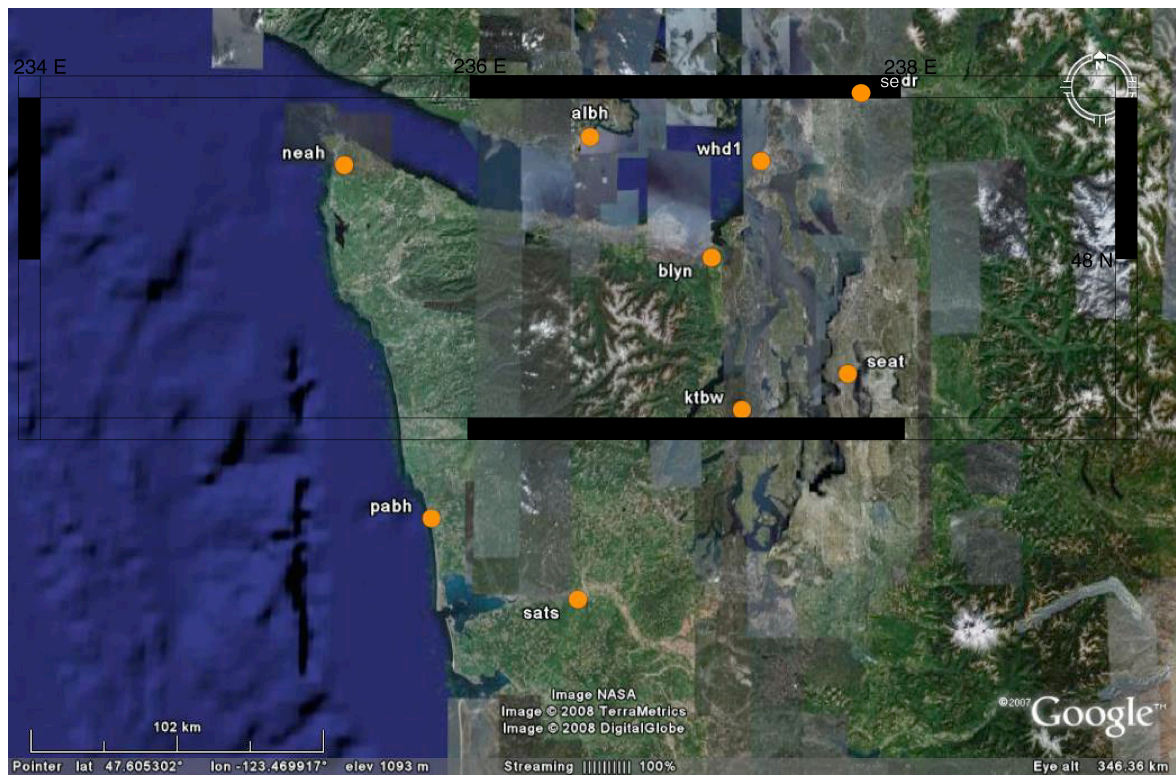 234 E
236 E
238 E
sedr
N
albh
whd1
neah
48 N
blyn
seat
ktbw
pabh
sats
Image NASA
Image © 2008 TerraMetrics
Image © 2008 DigitalGlobe
©2007 Google™
102 km
Pointer lat 47.605302° lon -123.469917° elev 1093 m Streaming |||||||||| 100% Eye alt 346.36 km